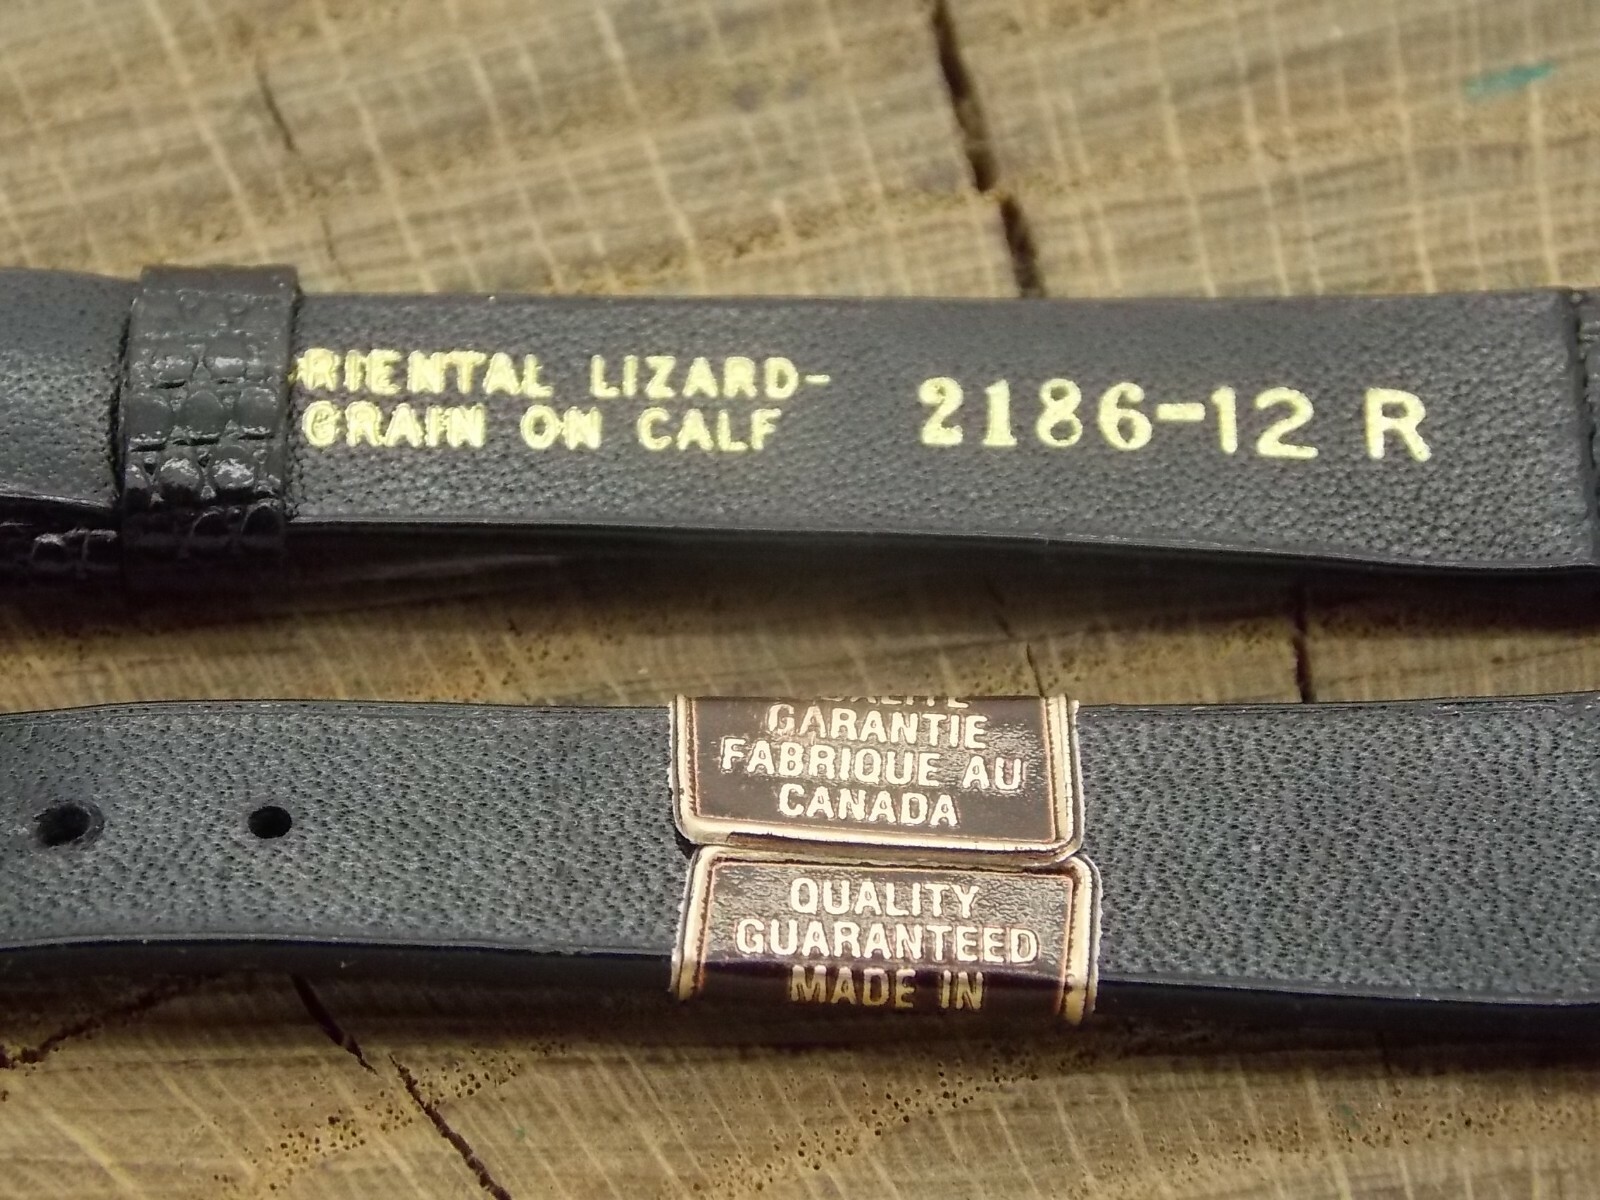 RIENTAL LIZARD-
GRAIN ON CALF
2186-12 R
GARANTIE
FABRIQUE AU
CANADA
QUALITY
GUARANTEED
MADE IN